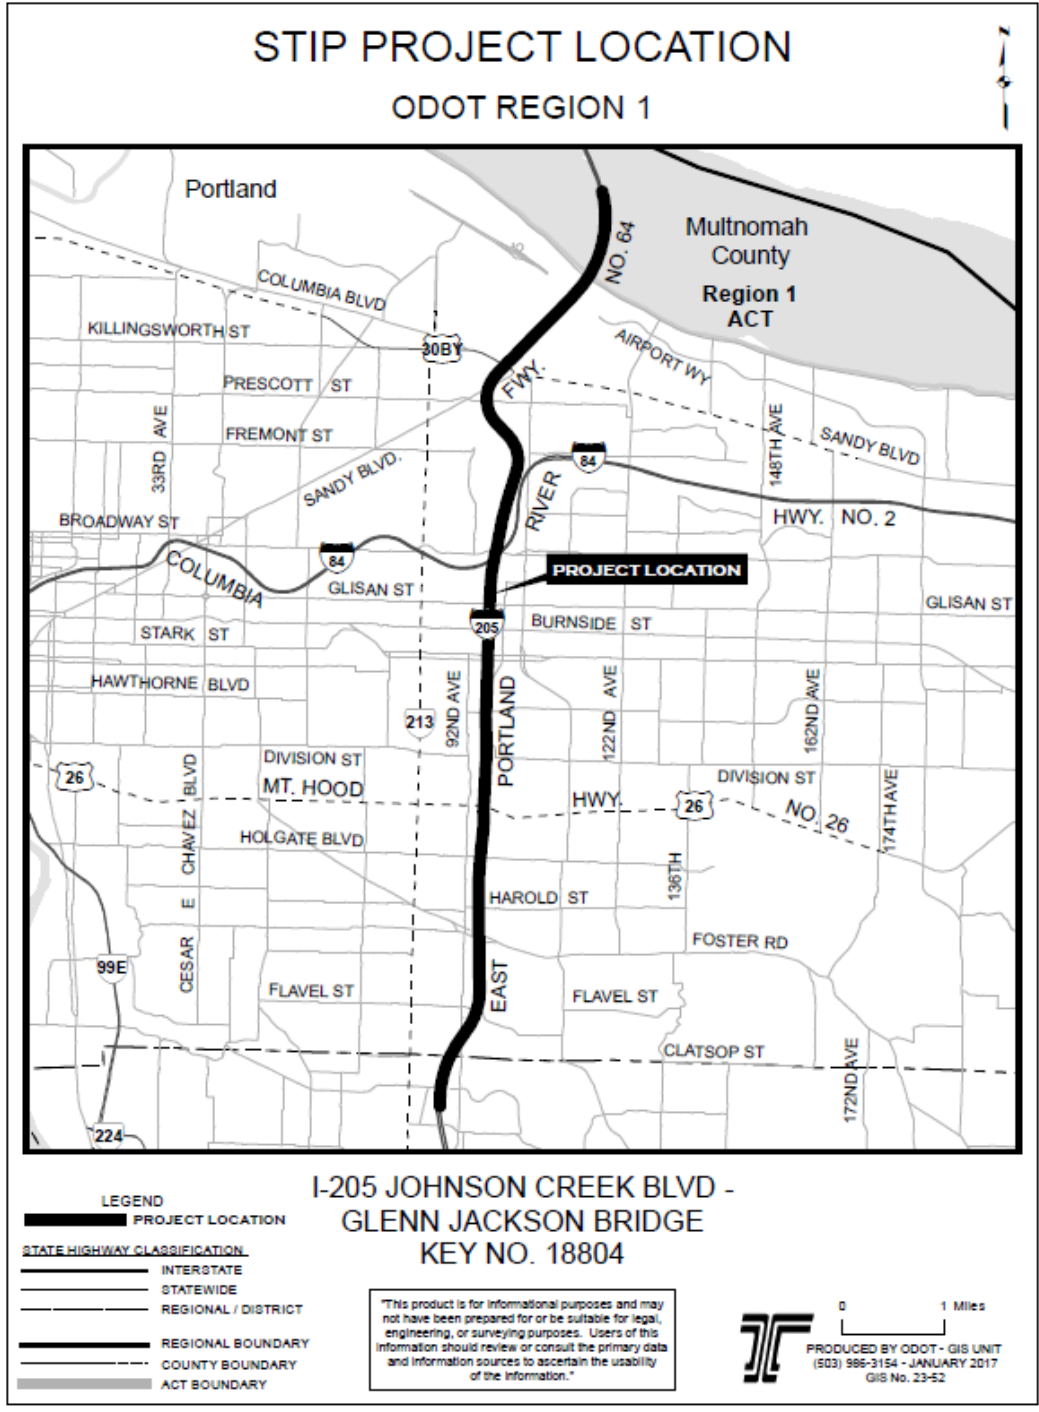 STIP PROJECT LOCATION
ODOT REGION 1
N
Portland
Multnomah
County
Region 1
ACT
NO. 64
COLUMBIA BLVD
KILLINGSWORTH ST
30BY
AIRPORT WY
FWY.
PRESCOTT ST
33RD AVE
FREMONT ST
148TH AVE
SANDY BLVD
SANDY BLVD.
84
RIVER
BROADWAY ST
HWY. NO. 2
84
COLUMBIA
PROJECT LOCATION
GLISAN ST
GLISAN ST
205
BURNSIDE ST
STARK ST
HAWTHORNE BLVD
92ND AVE
PORTLAND
122ND AVE
162ND AVE
213
DIVISION ST
26
MT. HOOD
DIVISION ST
HWY.
26
NO. 26
174TH AVE
CESAR E CHAVEZ BLVD
HOLGATE BLVD
136TH
HAROLD ST
FOSTER RD
99E
EAST
FLAVEL ST
FLAVEL ST
CLATSOP ST
172ND AVE
224
LEGEND
PROJECT LOCATION
STATE HIGHWAY CLASSIFICATION
INTERSTATE
STATEWIDE
REGIONAL / DISTRICT
REGIONAL BOUNDARY
COUNTY BOUNDARY
ACT BOUNDARY
I-205 JOHNSON CREEK BLVD -
GLENN JACKSON BRIDGE
KEY NO. 18804
"This product is for informational purposes and may
not have been prepared for or be suitable for legal,
engineering, or surveying purposes. Users of this
information should review or consult the primary data
and information sources to ascertain the usability
of the information."
0 1 Miles
PRODUCED BY ODOT - GIS UNIT
(503) 986-3154 - JANUARY 2017
GIS No. 23-52